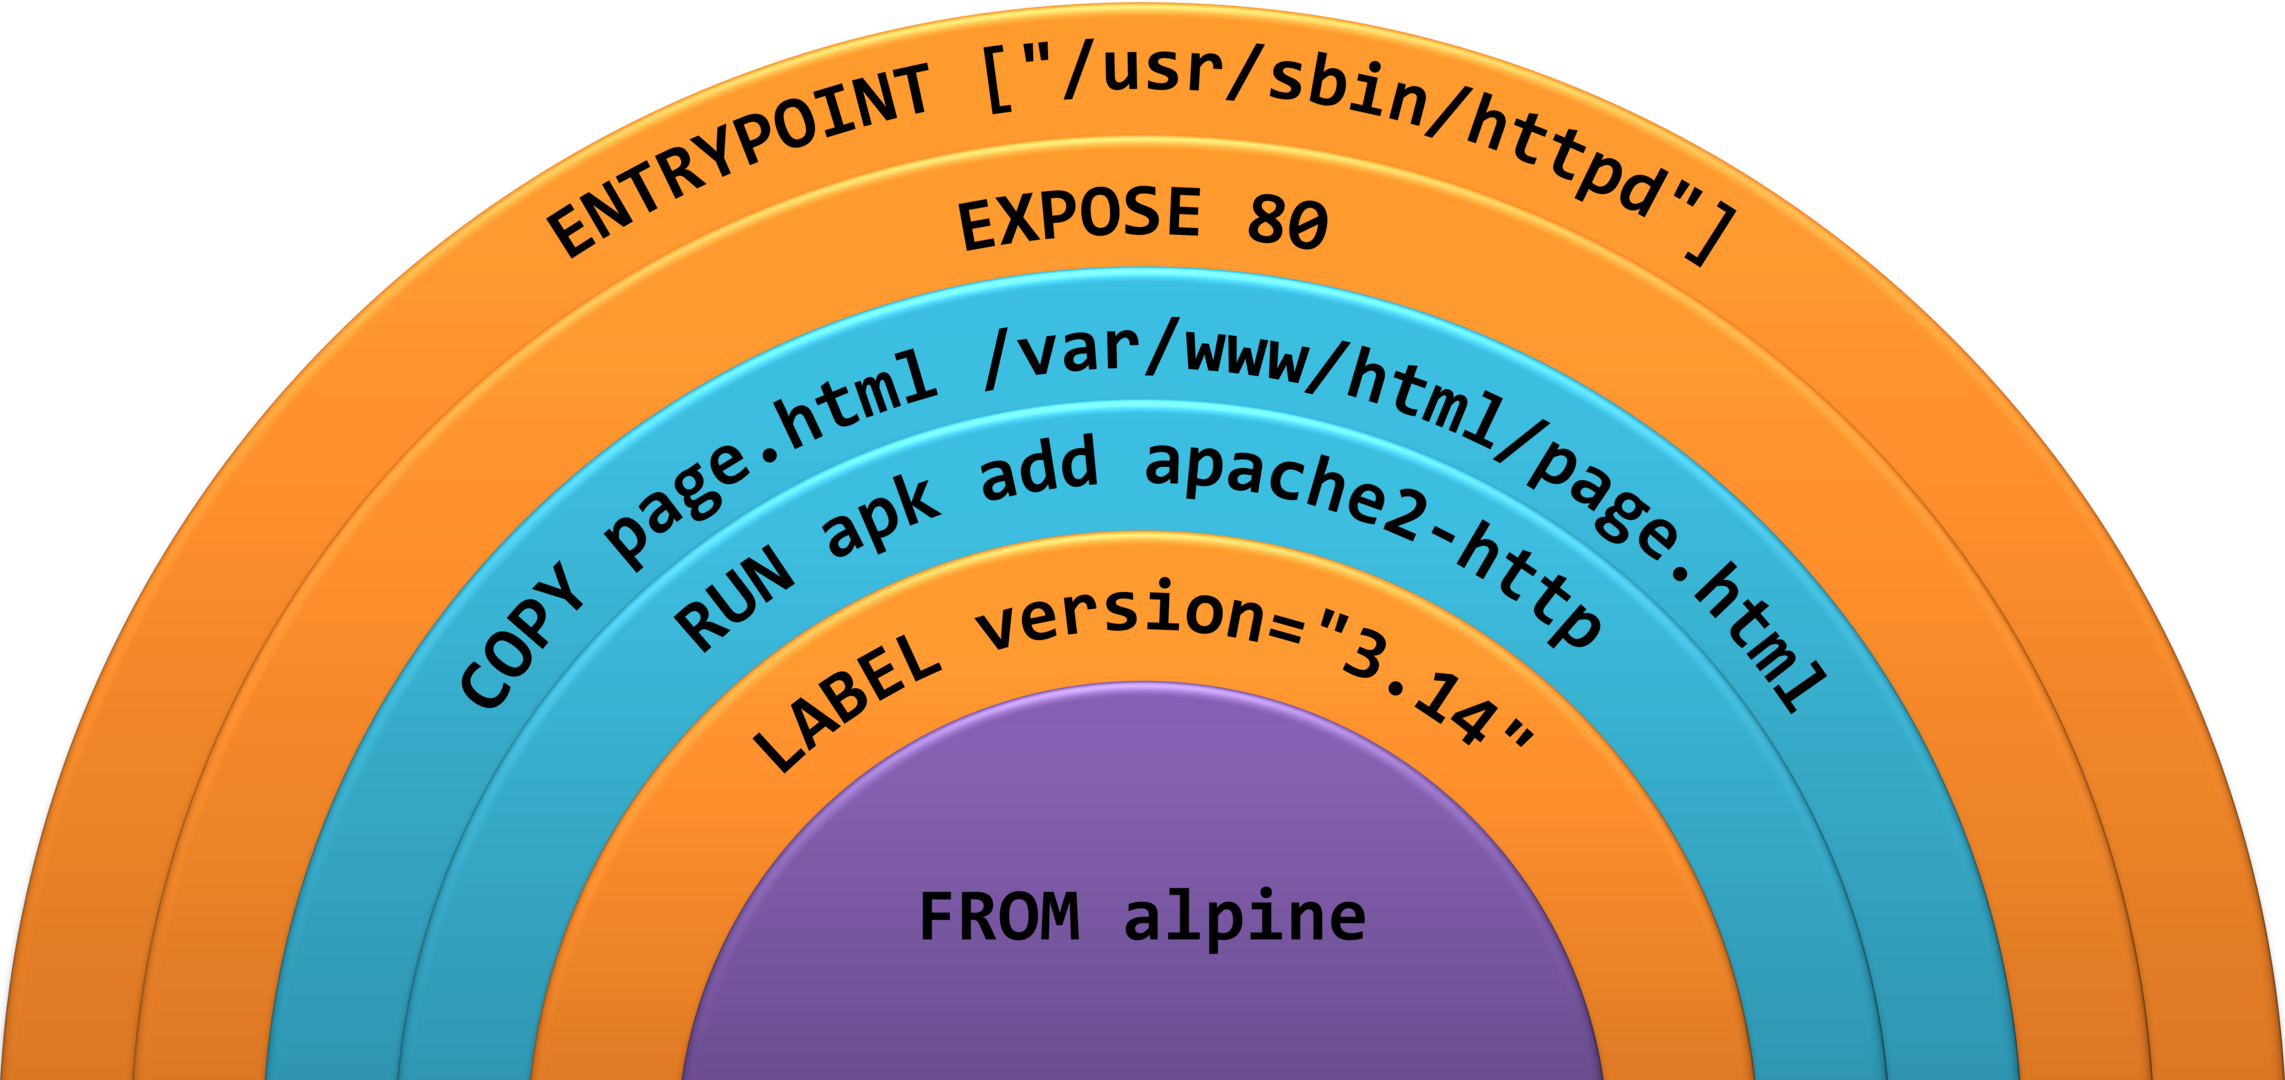 ENTRYPOINT ["/usr/sbin/httpd"]
EXPOSE 80
COPY page.html /var/www/html/page.html
RUN apk add apache2-http
LABEL version="3.14"
FROM alpine